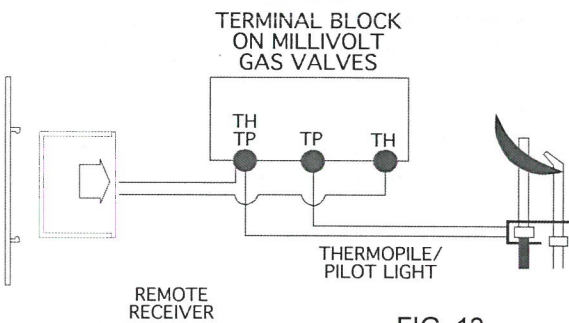 TERMINAL BLOCK
ON MILLIVOLT
GAS VALVES
TH
TP TP TH
THERMOPILE/
PILOT LIGHT
REMOTE
RECEIVER